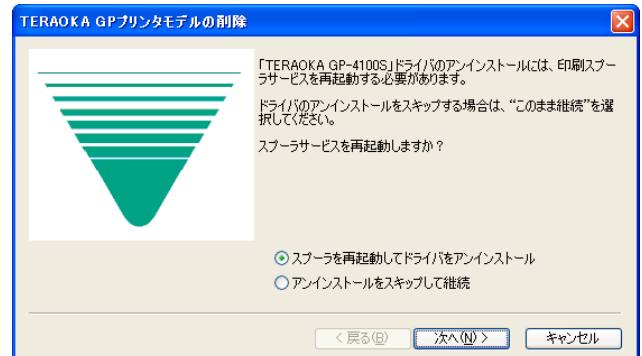 TERAOKA GPプリンタモデルの削除
「TERAOKA GP-4100S」ドライバのアンインストールには、印刷スプー
ラサービスを再起動する必要があります。
ドライバのアンインストールをスキップする場合は、“このまま継続”を選
択してください。
スプーラサービスを再起動しますか？
スプーラを再起動してドライバをアンインストール
アンインストールをスキップして継続
< 戻る(B)
次へ(N) >
キャンセル